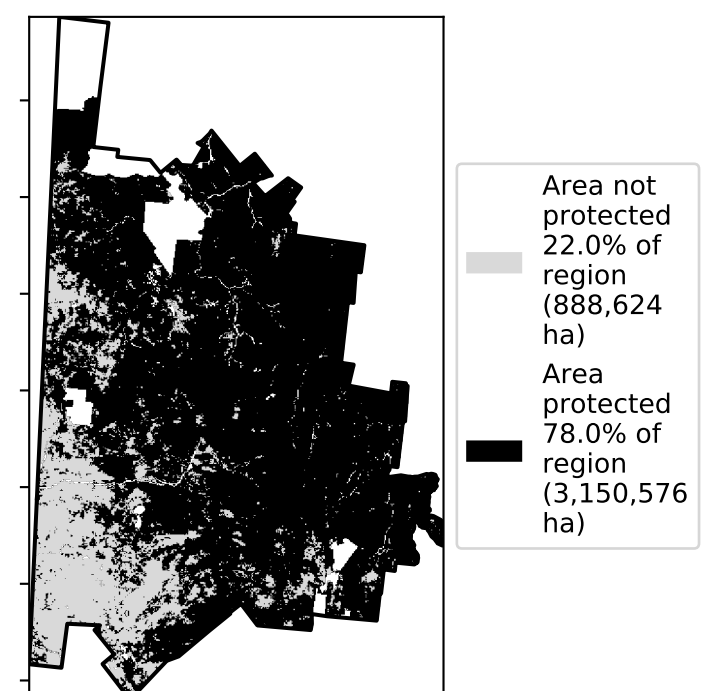 Area not
protected
22.0% of
region
(888,624
ha)
Area
protected
78.0% of
region
(3,150,576
ha)